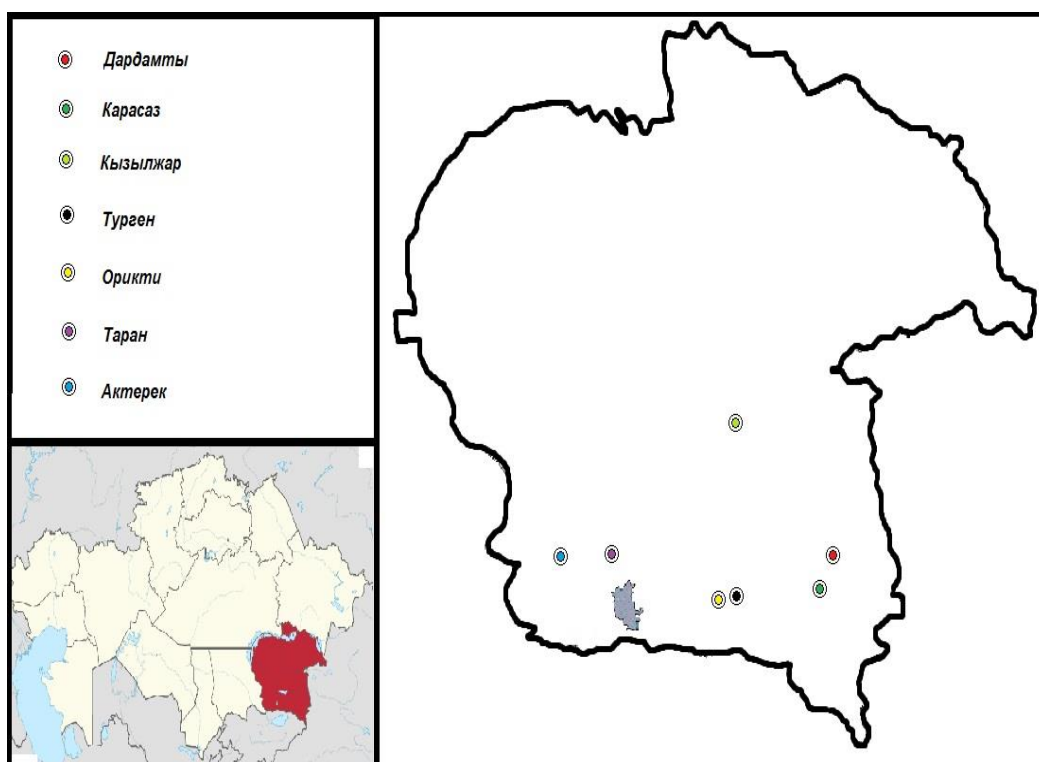 Дардамты
Карасаз
Кызылжар
Турген
Орикти
Таран
Актерек